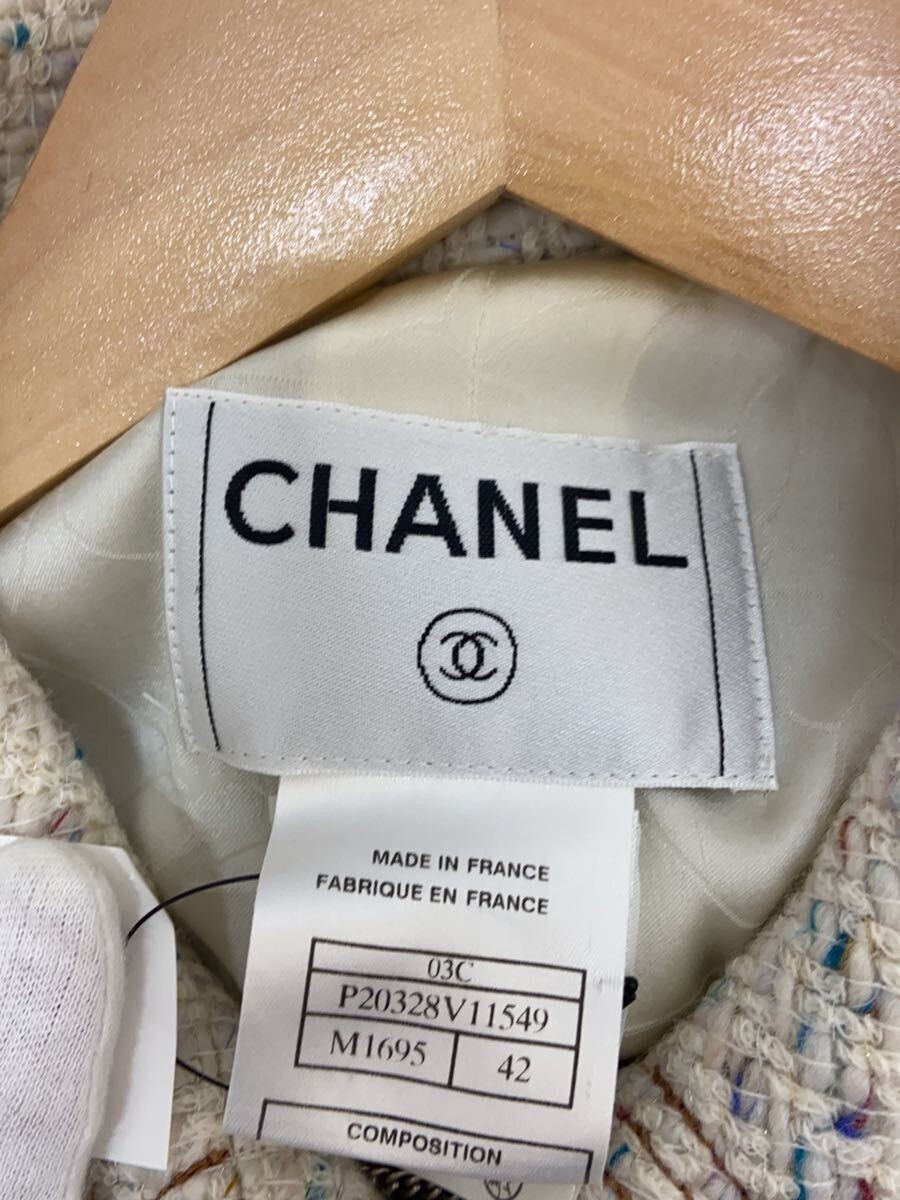 CHANEL
MADE IN FRANCE
FABRIQUE EN FRANCE
03C
P20328V11549
M1695 42
COMPOSITION